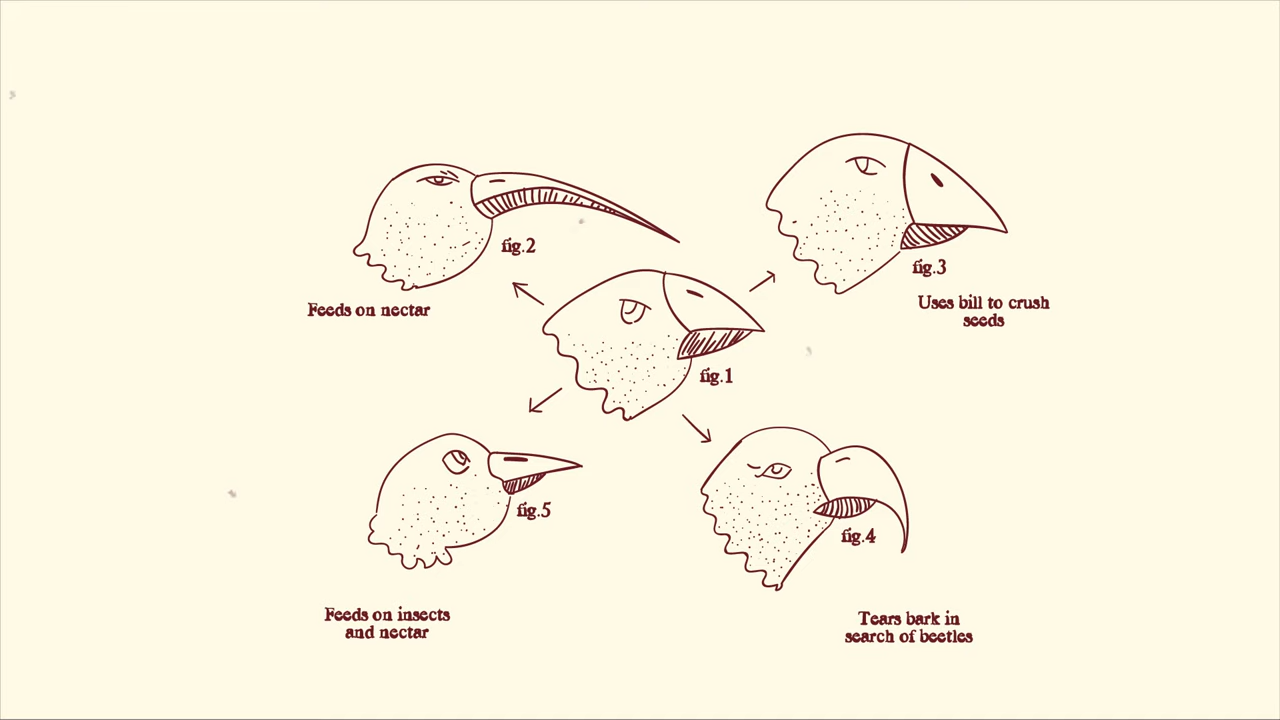 fig.2
Feeds on nectar
fig.3
Uses bill to crush
seeds
fig.1
fig.5
Feeds on insects
and nectar
fig.4
Tears bark in
search of beetles